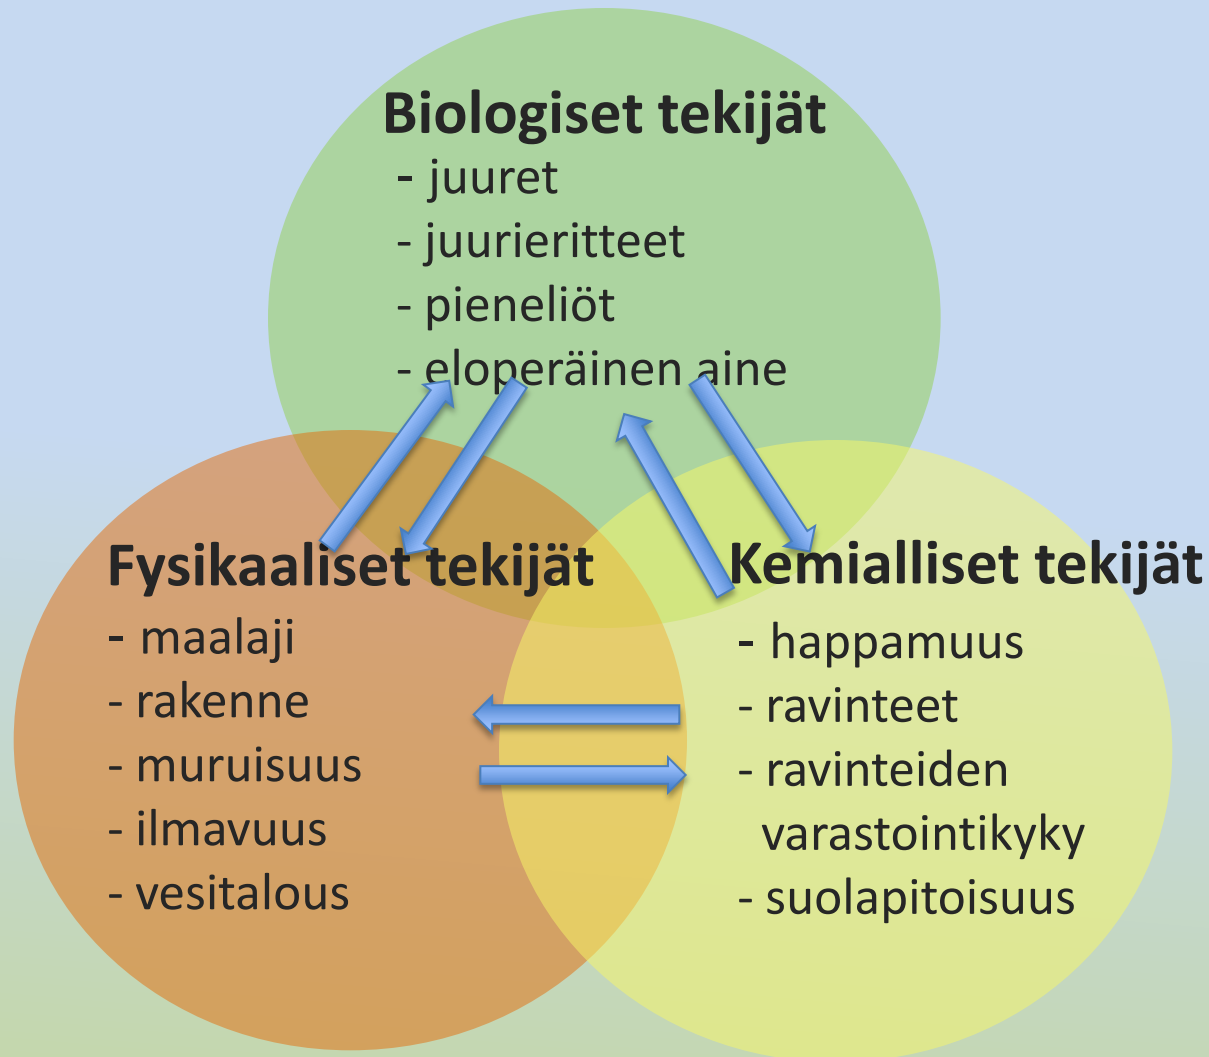 Biologiset tekijät
- juuret
- juurieritteet
- pieneliöt
- eloperäinen aine
Fysikaaliset tekijät
- maalaji
- rakenne
- muruisuus
- ilmavuus
- vesitalous
Kemialliset tekijät
- happamuus
- ravinteet
- ravinteiden
varastointikyky
- suolapitoisuus